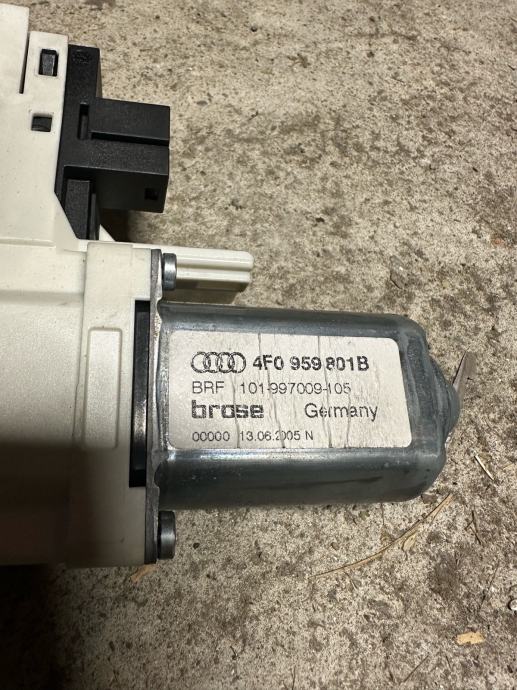 4F0 959 801B
BRF 101-997009-105
brose Germany
00000 13.06.2005 N